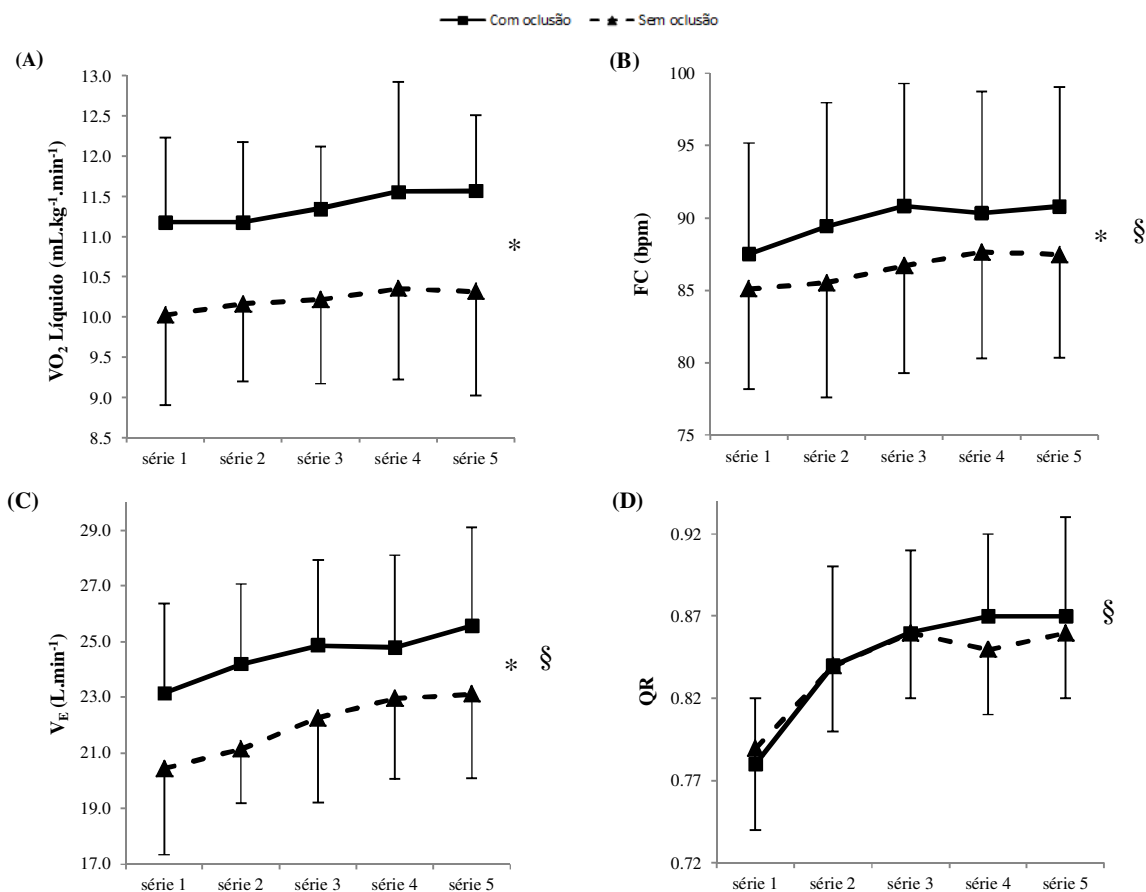 Com oclusão Sem oclusão
(A)
VO₂ Líquido (mL.kg⁻¹.min⁻¹)
13.0
12.5
12.0
11.5
11.0
10.5
10.0
9.5
9.0
8.5
*
série 1 série 2 série 3 série 4 série 5
(B)
FC (bpm)
100
95
90
85
80
75
* §
série 1 série 2 série 3 série 4 série 5
(C)
V_E (L.min⁻¹)
29.0
27.0
25.0
23.0
21.0
19.0
17.0
* §
série 1 série 2 série 3 série 4 série 5
(D)
QR
0.92
0.87
0.82
0.77
0.72
§
série 1 série 2 série 3 série 4 série 5